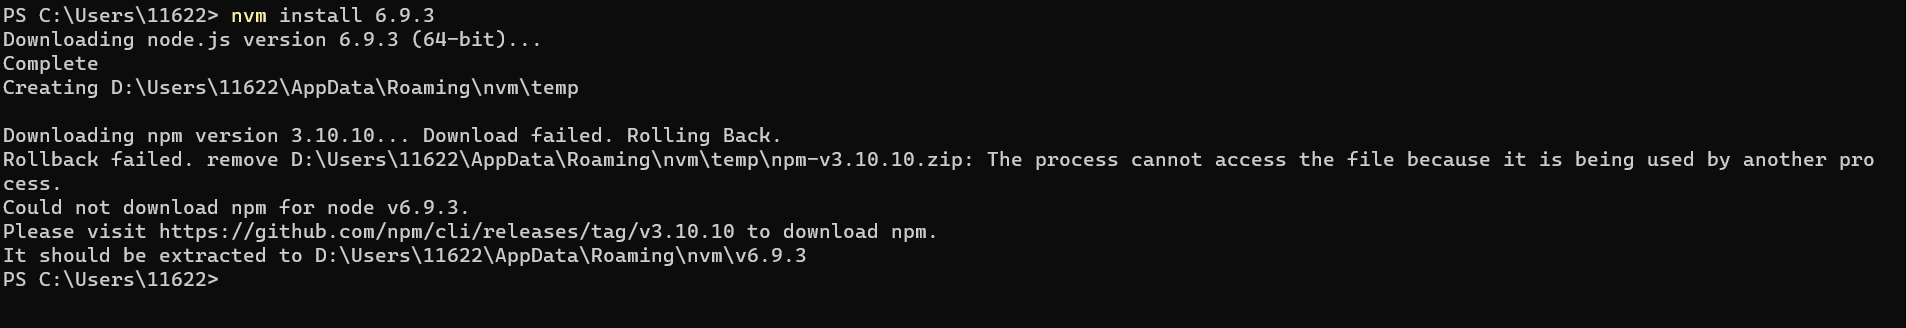 PS C:\Users\11622> nvm install 6.9.3
Downloading node.js version 6.9.3 (64-bit)...
Complete
Creating D:\Users\11622\AppData\Roaming\nvm\temp

Downloading npm version 3.10.10... Download failed. Rolling Back.
Rollback failed. remove D:\Users\11622\AppData\Roaming\nvm\temp\npm-v3.10.10.zip: The process cannot access the file because it is being used by another pro
cess.
Could not download npm for node v6.9.3.
Please visit https://github.com/npm/cli/releases/tag/v3.10.10 to download npm.
It should be extracted to D:\Users\11622\AppData\Roaming\nvm\v6.9.3
PS C:\Users\11622>